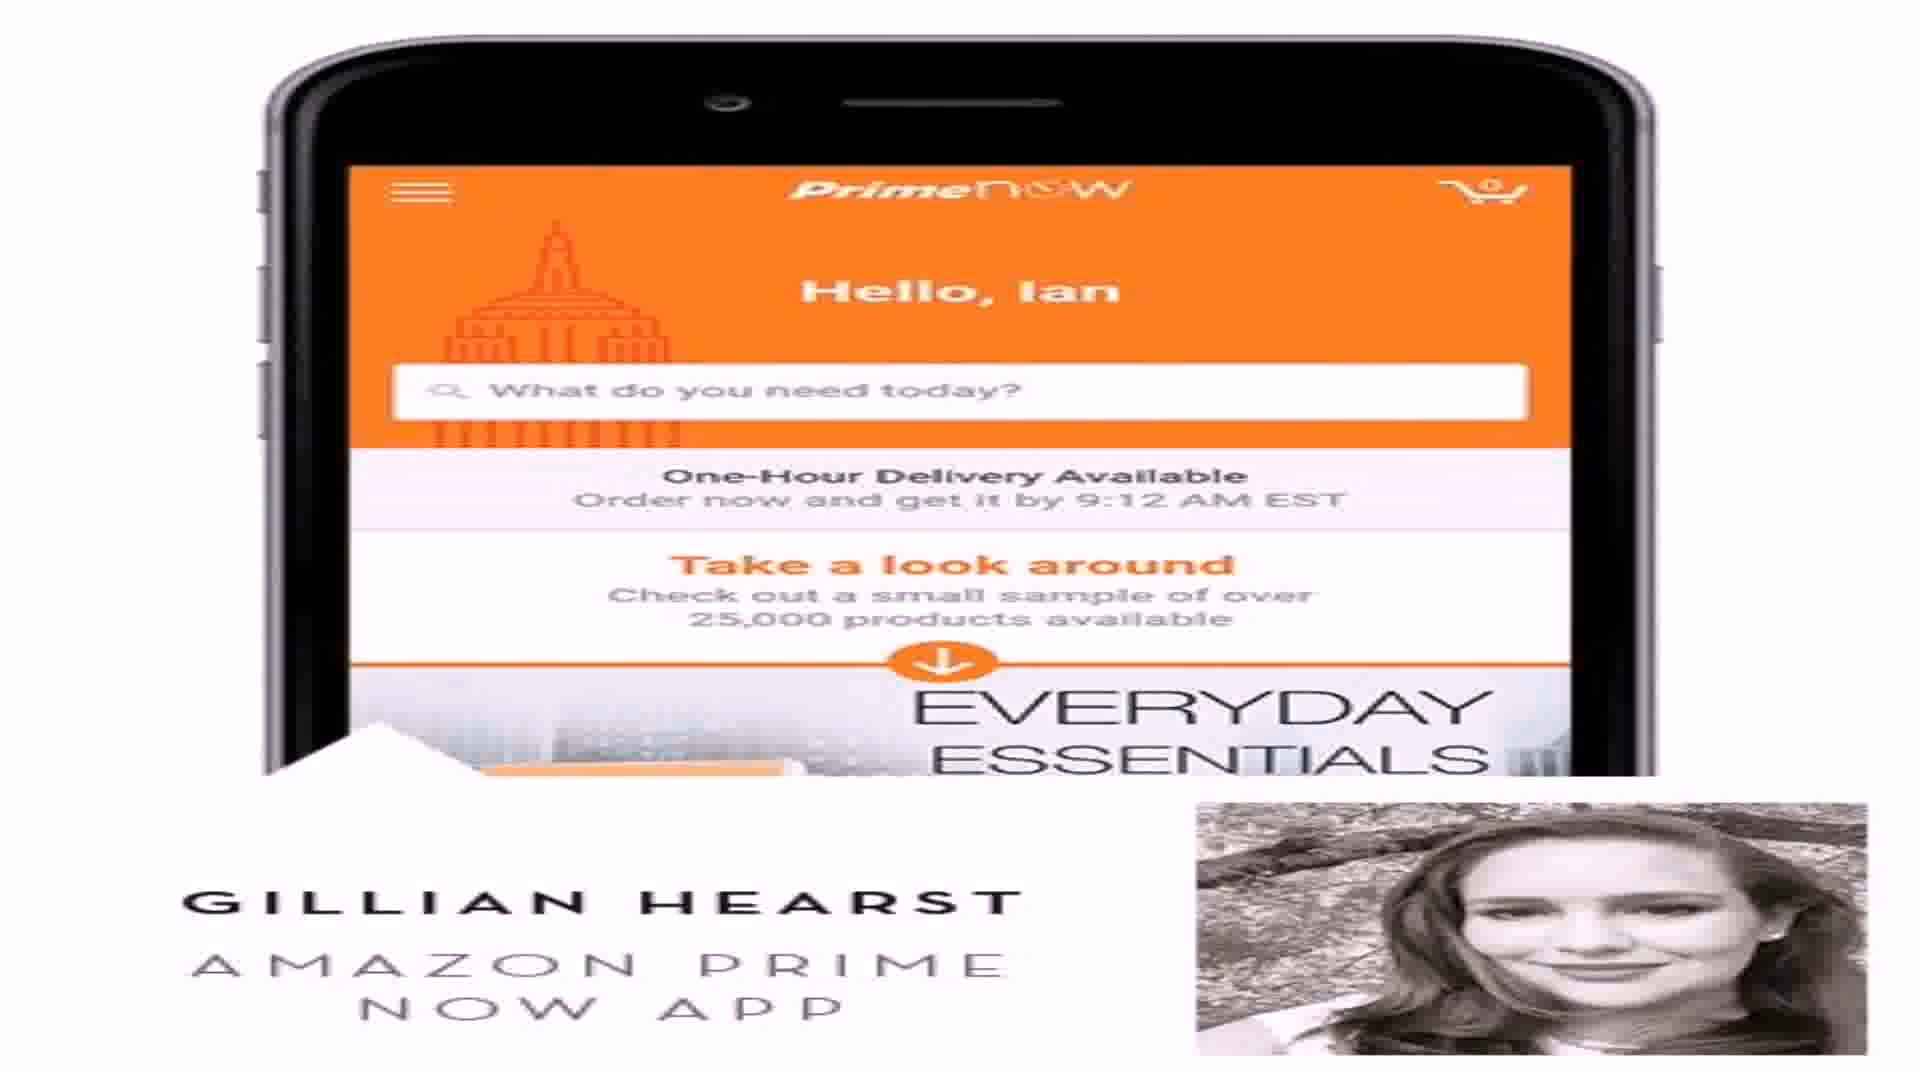 Primenow
Hello, Ian
What do you need today?
One-Hour Delivery Available
Order now and get it by 9:12 AM EST
Take a look around
Check out a small sample of over
25,000 products available
EVERYDAY
ESSENTIALS
GILLIAN HEARST
AMAZON PRIME
NOW APP